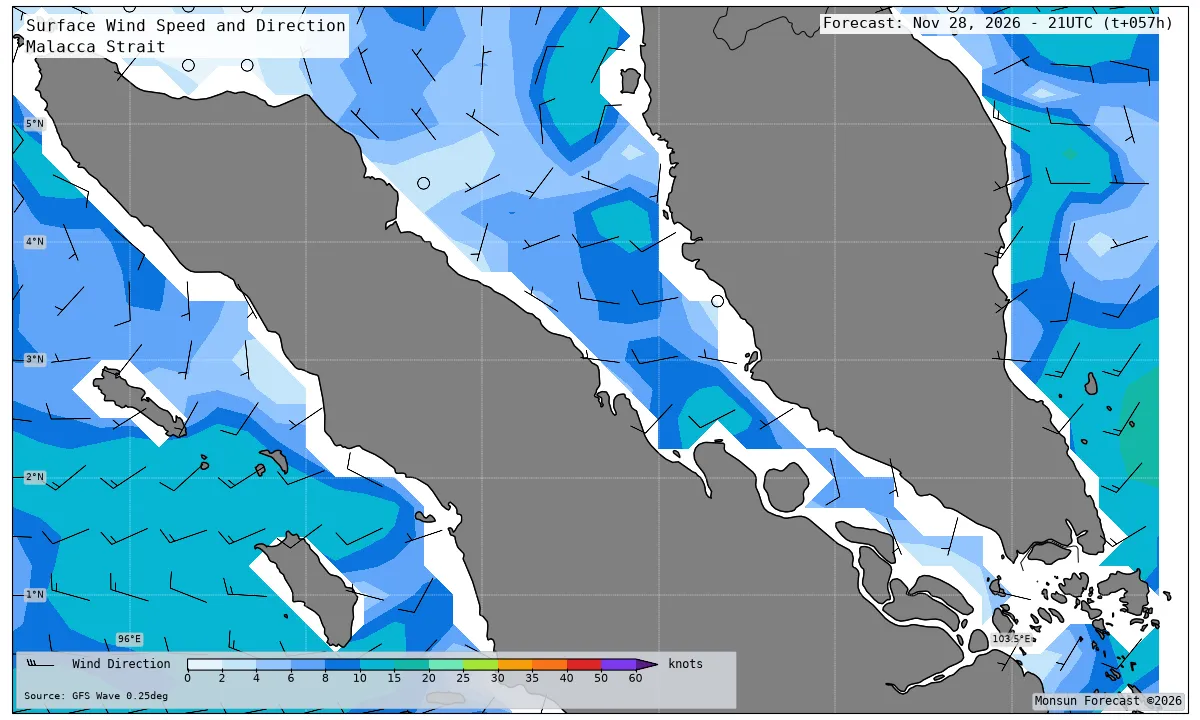 Surface Wind Speed and Direction
Malacca Strait
Forecast: Nov 28, 2026 - 21UTC (t+057h)
5°N
4°N
3°N
2°N
1°N
96°E
103.5°E
Wind Direction
knots
0 2 4 6 8 10 15 20 25 30 35 40 50 60
Source: GFS Wave 0.25deg
Monsun Forecast ©2026